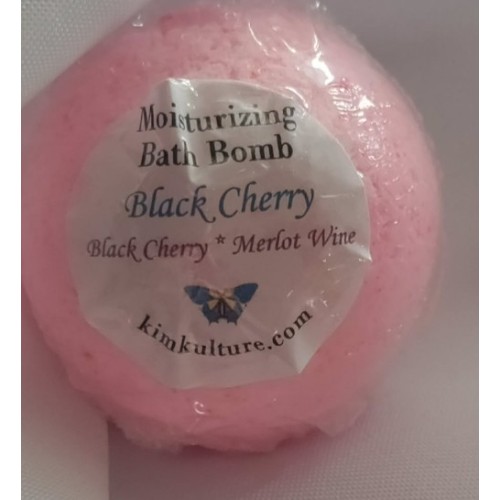 Moisturizing
Bath Bomb
Black Cherry
Black Cherry * Merlot Wine
kimkulture.com